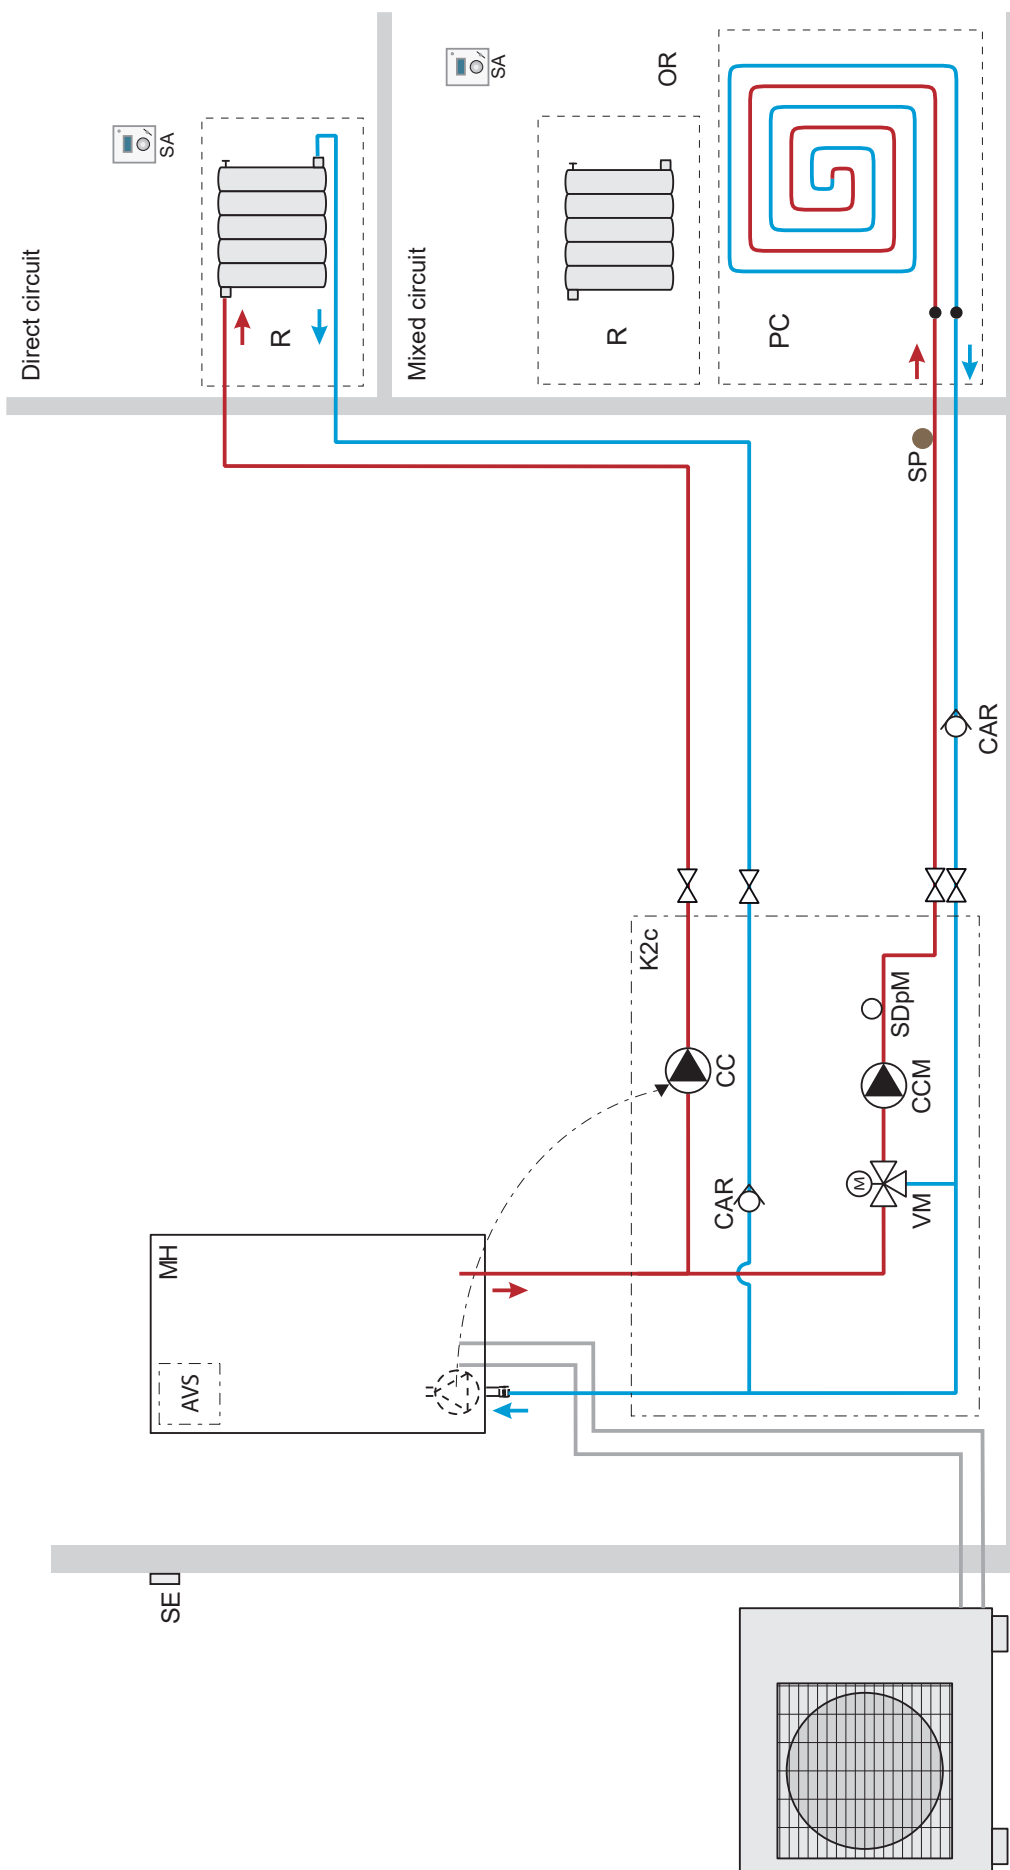 Direct circuit
SA
R
Mixed circuit
SA
R
OR
PC
SP
CAR
K2c
CC
SDpM
CCM
CAR
M
VM
MH
AVS
SE